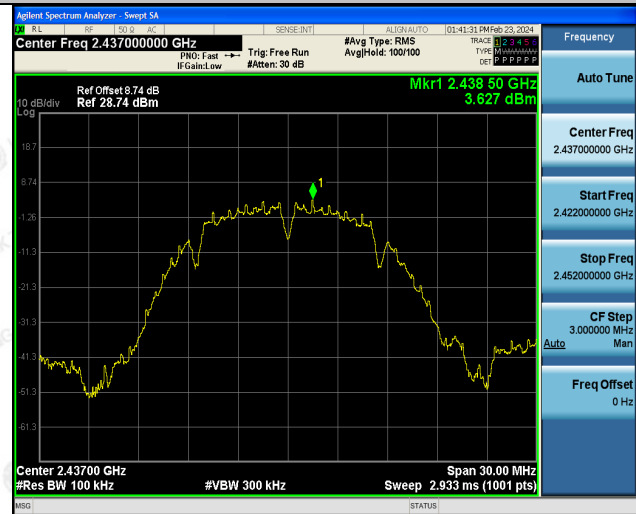 Agilent Spectrum Analyzer - Swept SA
RL RF 50 Ω AC SENSE:INT ALIGN AUTO 01:41:31 PM Feb 23, 2024
Center Freq 2.437000000 GHz
PNO: Fast
IFGain:Low
Trig: Free Run
#Atten: 30 dB
#Avg Type: RMS
Avg|Hold: 100/100
TRACE 1 2 3 4 5 6
TYPE M
DET P P P P P P
Ref Offset 8.74 dB
Ref 28.74 dBm
10 dB/div
Log
Mkr1 2.438 50 GHz
3.627 dBm
1
18.7
8.74
-1.26
-11.3
-21.3
-31.3
-41.3
-51.3
-61.3
Center 2.43700 GHz
#Res BW 100 kHz
#VBW 300 kHz
Span 30.00 MHz
Sweep 2.933 ms (1001 pts)
MSG STATUS
Frequency
Auto Tune
Center Freq
2.437000000 GHz
Start Freq
2.422000000 GHz
Stop Freq
2.452000000 GHz
CF Step
3.000000 MHz
Auto Man
Freq Offset
0 Hz